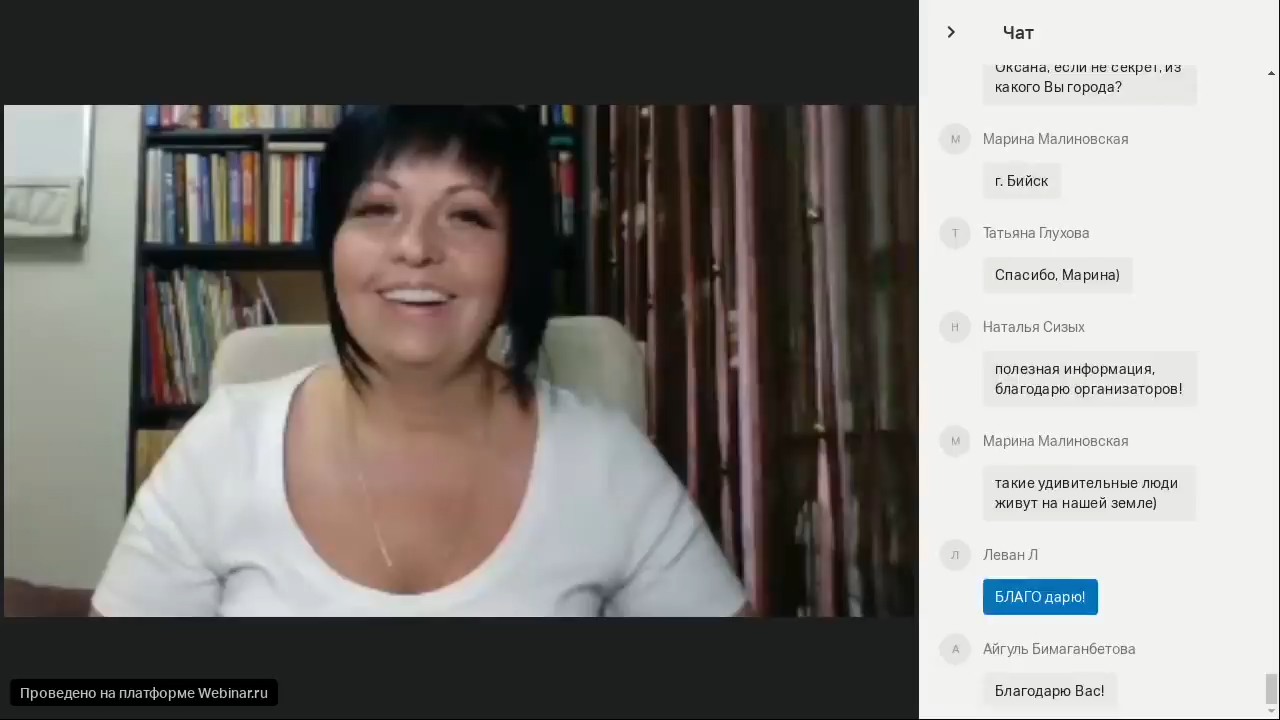 Чат
Оксана, если не секрет, из
какого Вы города?
М
Марина Малиновская
г. Бийск
Т
Татьяна Глухова
Спасибо, Марина)
Н
Наталья Сизых
полезная информация,
благодарю организаторов!
М
Марина Малиновская
такие удивительные люди
живут на нашей земле)
Л
Леван Л
БЛАГО дарю!
А
Айгуль Бимаганбетова
Благодарю Вас!
Проведено на платформе Webinar.ru